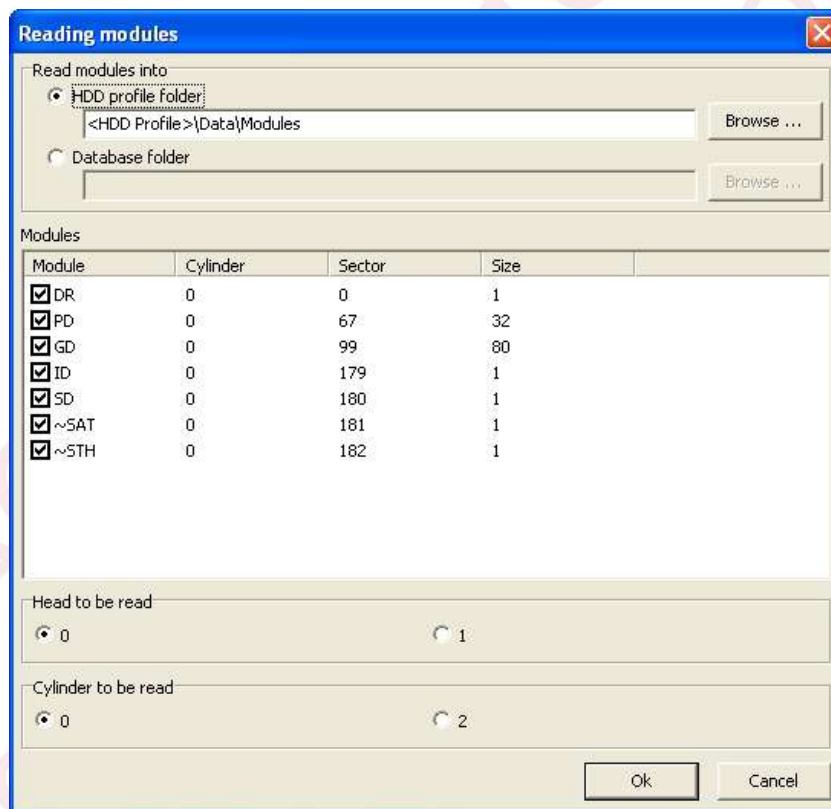 Reading modules
Read modules into
HDD profile folder
<HDD Profile>\Data\Modules
Browse ...
Database folder
Browse ...
Modules
Module Cylinder Sector Size
DR 0 0 1
PD 0 67 32
GD 0 99 80
ID 0 179 1
SD 0 180 1
~SAT 0 181 1
~STH 0 182 1
Head to be read
0 1
Cylinder to be read
0 2
Ok Cancel